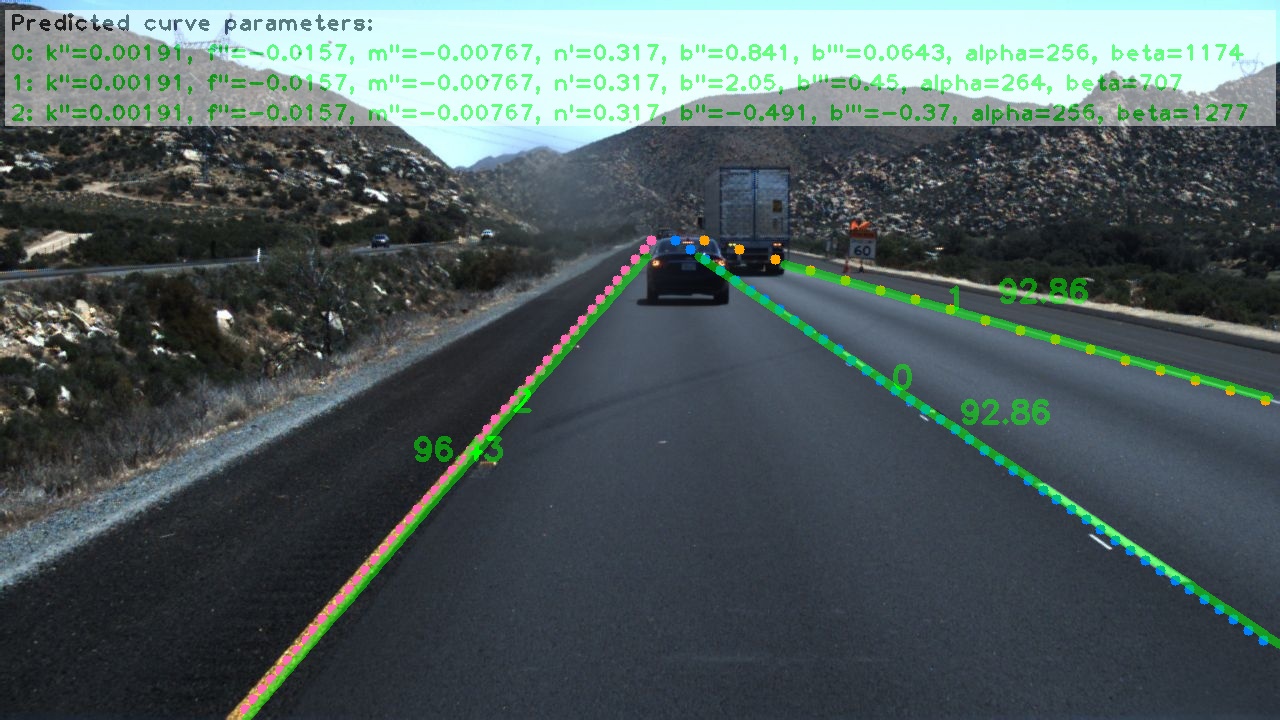 Predicted curve parameters:
0: k''=0.00191, f''=-0.0157, m''=-0.00767, n'=0.317, b''=0.841, b'''=0.0643, alpha=256, beta=1174
1: k''=0.00191, f''=-0.0157, m''=-0.00767, n'=0.317, b''=2.05, b'''=0.45, alpha=264, beta=707
2: k''=0.00191, f''=-0.0157, m''=-0.00767, n'=0.317, b''=-0.491, b'''=-0.37, alpha=256, beta=1277
60
1 92.86
0
92.86
2
96.43